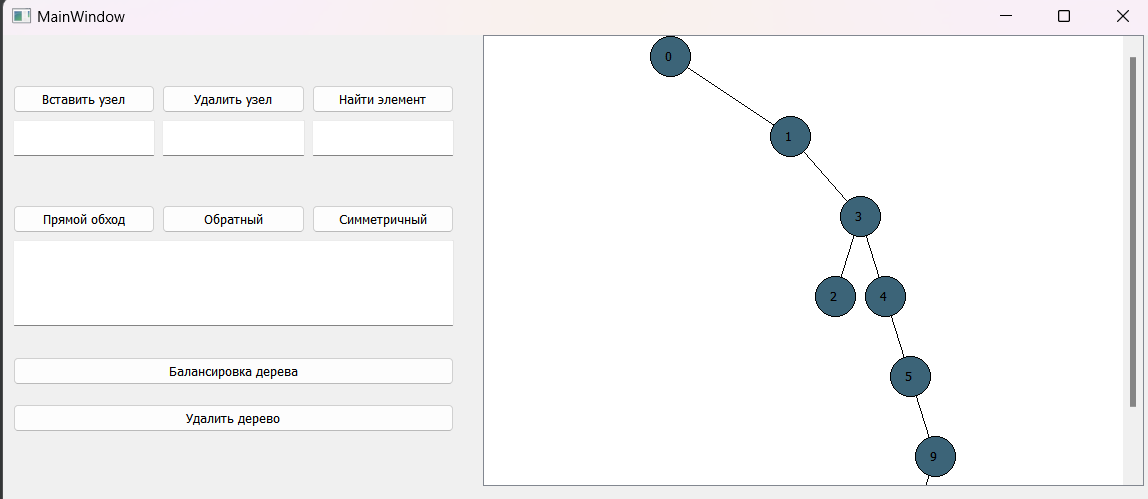 MainWindow
Вставить узел
Удалить узел
Найти элемент
Прямой обход
Обратный
Симметричный
Балансировка дерева
Удалить дерево
0
1
3
2
4
5
9